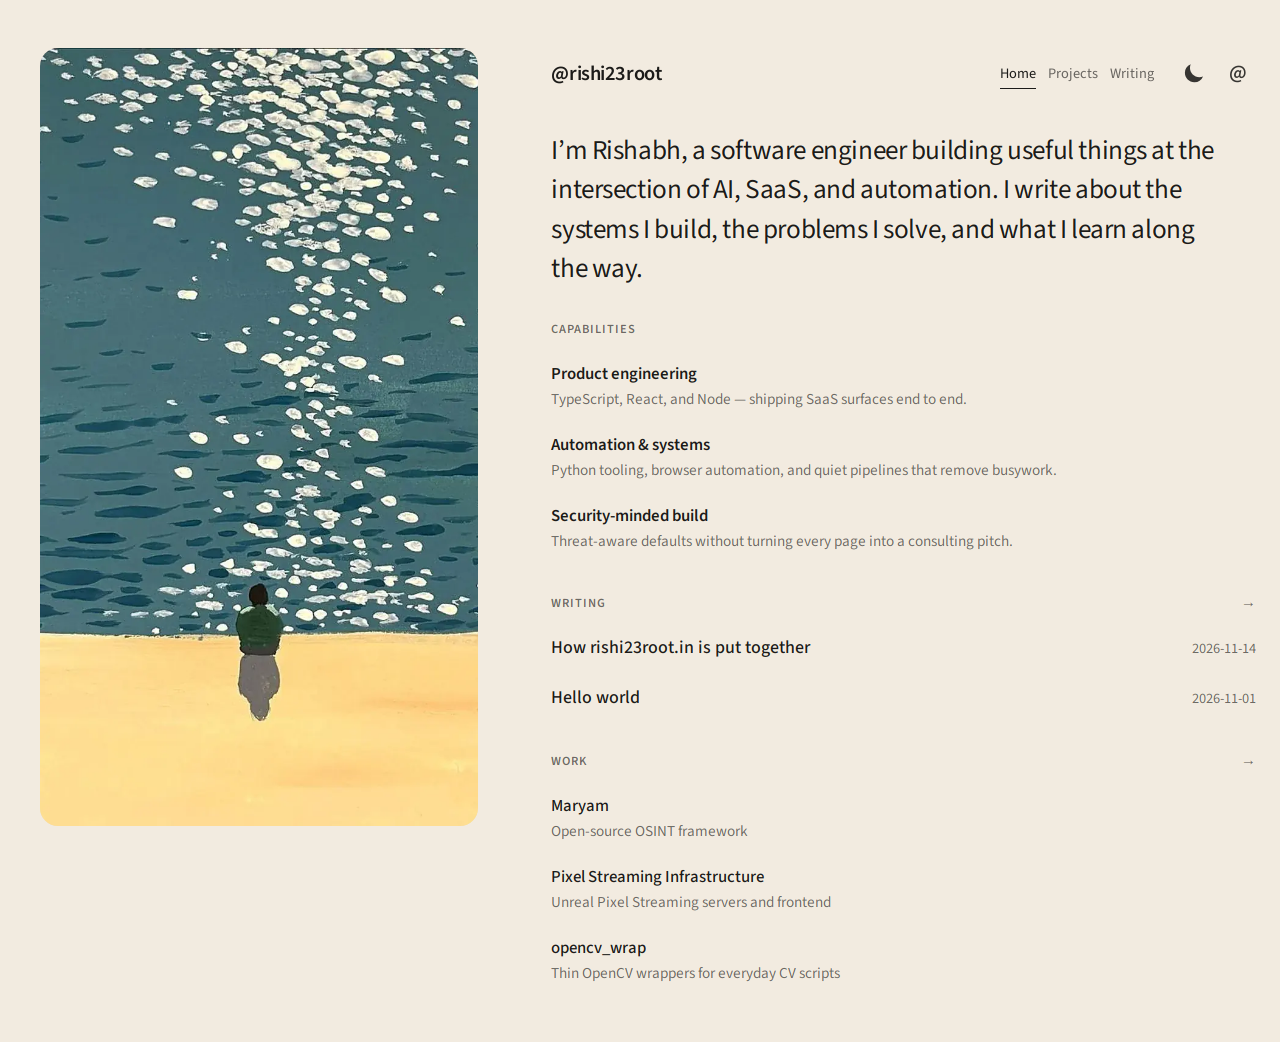 @rishi23root
Home Projects Writing @
I’m Rishabh, a software engineer building useful things at the
intersection of AI, SaaS, and automation. I write about the
systems I build, the problems I solve, and what I learn along
the way.
CAPABILITIES
Product engineering
TypeScript, React, and Node — shipping SaaS surfaces end to end.
Automation & systems
Python tooling, browser automation, and quiet pipelines that remove busywork.
Security-minded build
Threat-aware defaults without turning every page into a consulting pitch.
WRITING →
How rishi23root.in is put together 2026-11-14
Hello world 2026-11-01
WORK →
Maryam
Open-source OSINT framework
Pixel Streaming Infrastructure
Unreal Pixel Streaming servers and frontend
opencv_wrap
Thin OpenCV wrappers for everyday CV scripts